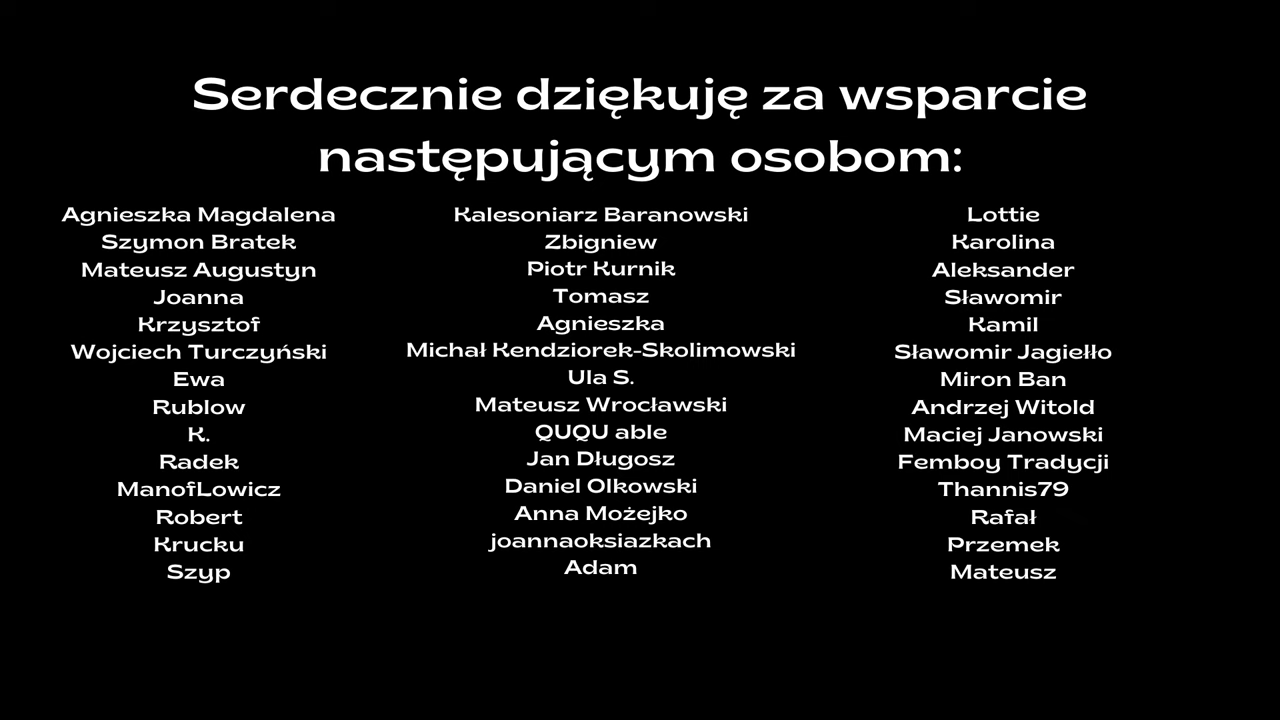 Serdecznie dziękuję za wsparcie
następującym osobom:
Agnieszka Magdalena
Szymon Bratek
Mateusz Augustyn
Joanna
Krzysztof
Wojciech Turczyński
Ewa
Rublow
K.
Radek
ManofLowicz
Robert
Krucku
Szyp
Kalesoniarz Baranowski
Zbigniew
Piotr Kurnik
Tomasz
Agnieszka
Michał Kendziorek-Skolimowski
Ula S.
Mateusz Wrocławski
QUQU able
Jan Długosz
Daniel Olkowski
Anna Możejko
joannaoksiazkach
Adam
Lottie
Karolina
Aleksander
Sławomir
Kamil
Sławomir Jagiełło
Miron Ban
Andrzej Witold
Maciej Janowski
Femboy Tradycji
Thannis79
Rafał
Przemek
Mateusz